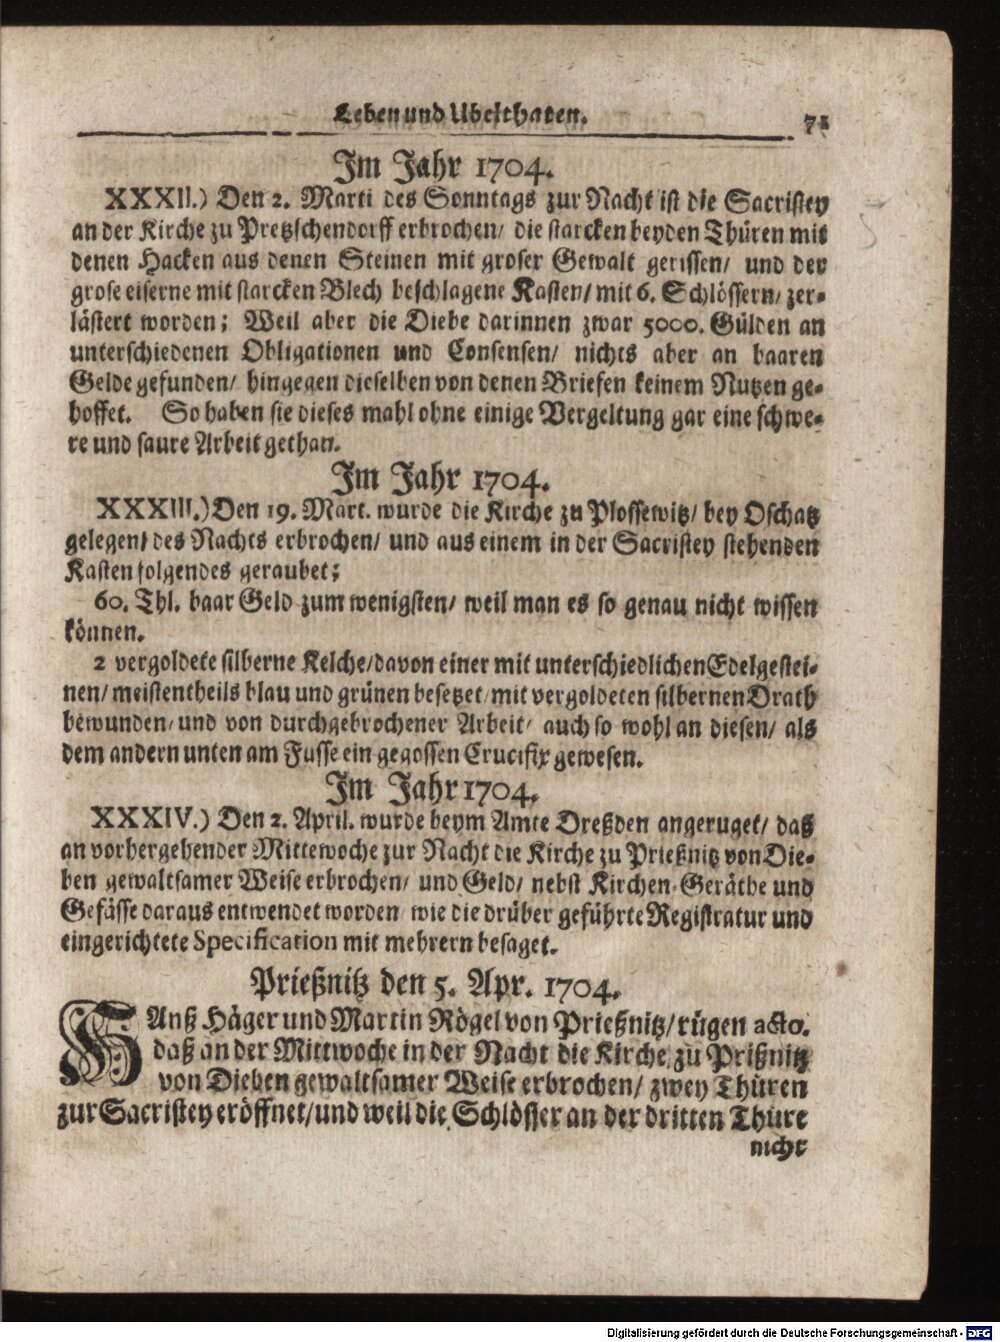 Leben und Ubelthaten. 71
Im Jahr 1704.
XXXII.) Den 2. Marti des Sonntags zur Nacht ist die Sacristey
an der Kirche zu Pretzschendorff erbrochen/ die starcken beyden Thüren mit
denen Hacken aus denen Steinen mit groser Gewalt gerissen/ und der
grose eiserne mit starcken Blech beschlagene Kasten/ mit 6. Schlössern/ zer-
lästert worden; Weil aber die Diebe darinnen zwar 5000. Gülden an
unterschiedenen Obligationen und Consensen/ nichts aber an baaren
Gelde gefunden/ hingegen dieselben von denen Briefen keinem Nutzen ge-
hoffet. So haben sie dieses mahl ohne einige Vergeltung gar eine schwe-
re und saure Arbeit gethan.
Im Jahr 1704.
XXXIII.) Den 19. Mart. wurde die Kirche zu Plossewitz/ bey Oschatz
gelegen/ des Nachts erbrochen/ und aus einem in der Sacristey stehenden
Kasten folgendes geraubet;
60. Thl. baar Geld zum wenigsten/ weil man es so genau nicht wissen
können.
2 vergoldete silberne Kelche/ davon einer mit unterschiedlichen Edelgestei-
nen/ meistentheils blau und grünen besetzet/ mit vergoldeten silbernen Drath
bewunden/ und von durchgebrochener Arbeit/ auch so wohl an diesen/ als
dem andern unten am Fusse ein gegossen Crucifix gewesen.
Im Jahr 1704.
XXXIV.) Den 2. April. wurde beym Amte Dreßden angeruget/ daß
an vorhergehender Mittewoche zur Nacht die Kirche zu Prießnitz von Die-
ben gewaltsamer Weise erbrochen/ und Geld/ nebst Kirchen-Geräthe und
Gefässe daraus entwendet worden/ wie die drüber geführte Registratur und
eingerichtete Specification mit mehrern besaget.
Prießnitz den 5. Apr. 1704.
HAnß Häger und Martin Rögel von Prießnitz/ rügen acto.
daß an der Mittwoche in der Nacht die Kirche zu Prißnitz
von Dieben gewaltsamer Weise erbrochen/ zwey Thüren
zur Sacristey eröffnet/ und weil die Schlösser an der dritten Thüre
nicht
Digitalisierung gefördert durch die Deutsche Forschungsgemeinschaft - DFG